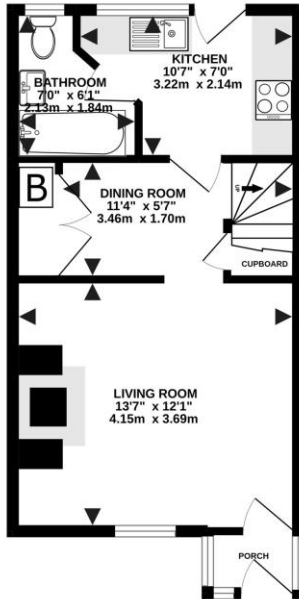 KITCHEN
10'7" x 7'0"
3.22m x 2.14m
BATHROOM
7'0" x 6'1"
2.13m x 1.84m
B
DINING ROOM
11'4" x 5'7"
3.46m x 1.70m
UP
CUPBOARD
LIVING ROOM
13'7" x 12'1"
4.15m x 3.69m
PORCH